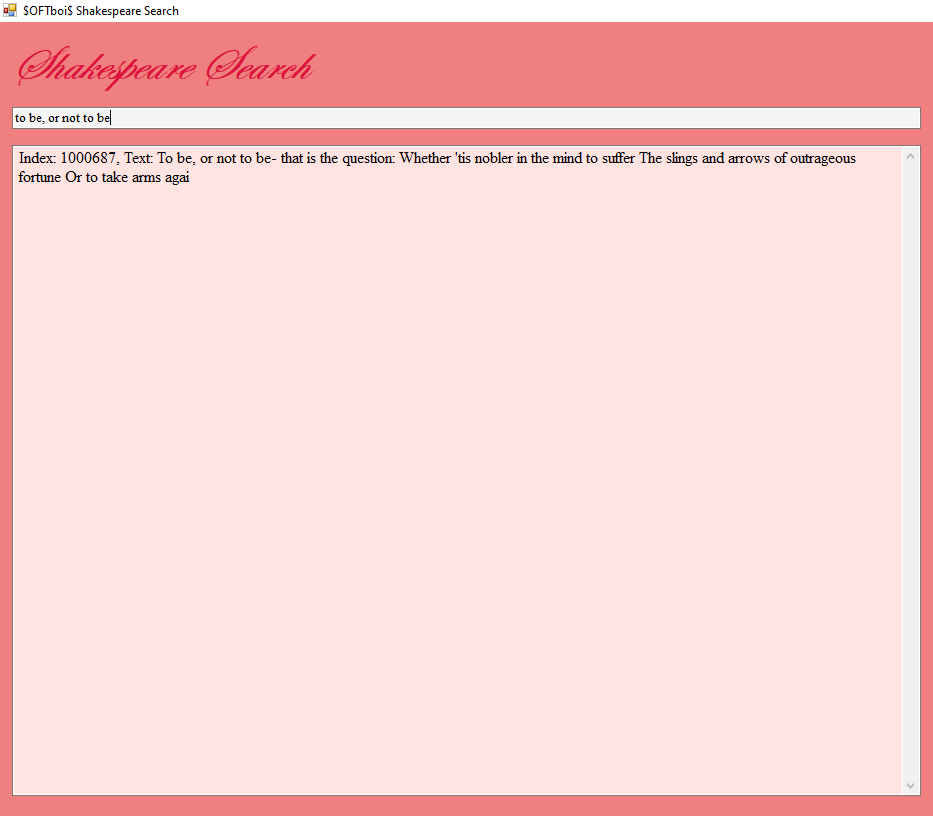 $OFTboi$ Shakespeare Search
Shakespeare Search
to be, or not to be
Index: 1000687, Text: To be, or not to be- that is the question: Whether 'tis nobler in the mind to suffer The slings and arrows of outrageous
fortune Or to take arms agai